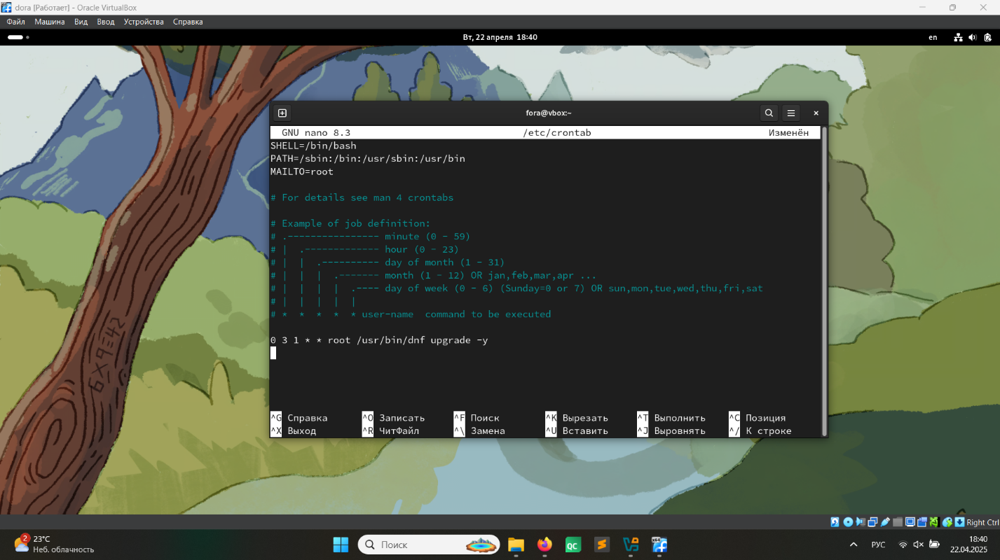 dora [Работает] - Oracle VirtualBox
Файл Машина Вид Ввод Устройства Справка
Вт, 22 апреля 18:40
en
fora@vbox:~
GNU nano 8.3 /etc/crontab Изменён
SHELL=/bin/bash
PATH=/sbin:/bin:/usr/sbin:/usr/bin
MAILTO=root
# For details see man 4 crontabs
# Example of job definition:
# .---------------- minute (0 - 59)
# | .------------- hour (0 - 23)
# | | .---------- day of month (1 - 31)
# | | | .------- month (1 - 12) OR jan,feb,mar,apr ...
# | | | | .---- day of week (0 - 6) (Sunday=0 or 7) OR sun,mon,tue,wed,thu,fri,sat
# | | | | |
# * * * * * user-name command to be executed
0 3 1 * * root /usr/bin/dnf upgrade -y
^G Справка ^O Записать ^F Поиск ^K Вырезать ^T Выполнить ^C Позиция
^X Выход ^R ЧитФайл ^\ Замена ^U Вставить ^J Выровнять ^/ К строке
6×9=42
Right Ctrl
2
23°C
Неб. облачность
Поиск
QC
x64
РУС
18:40
22.04.2025